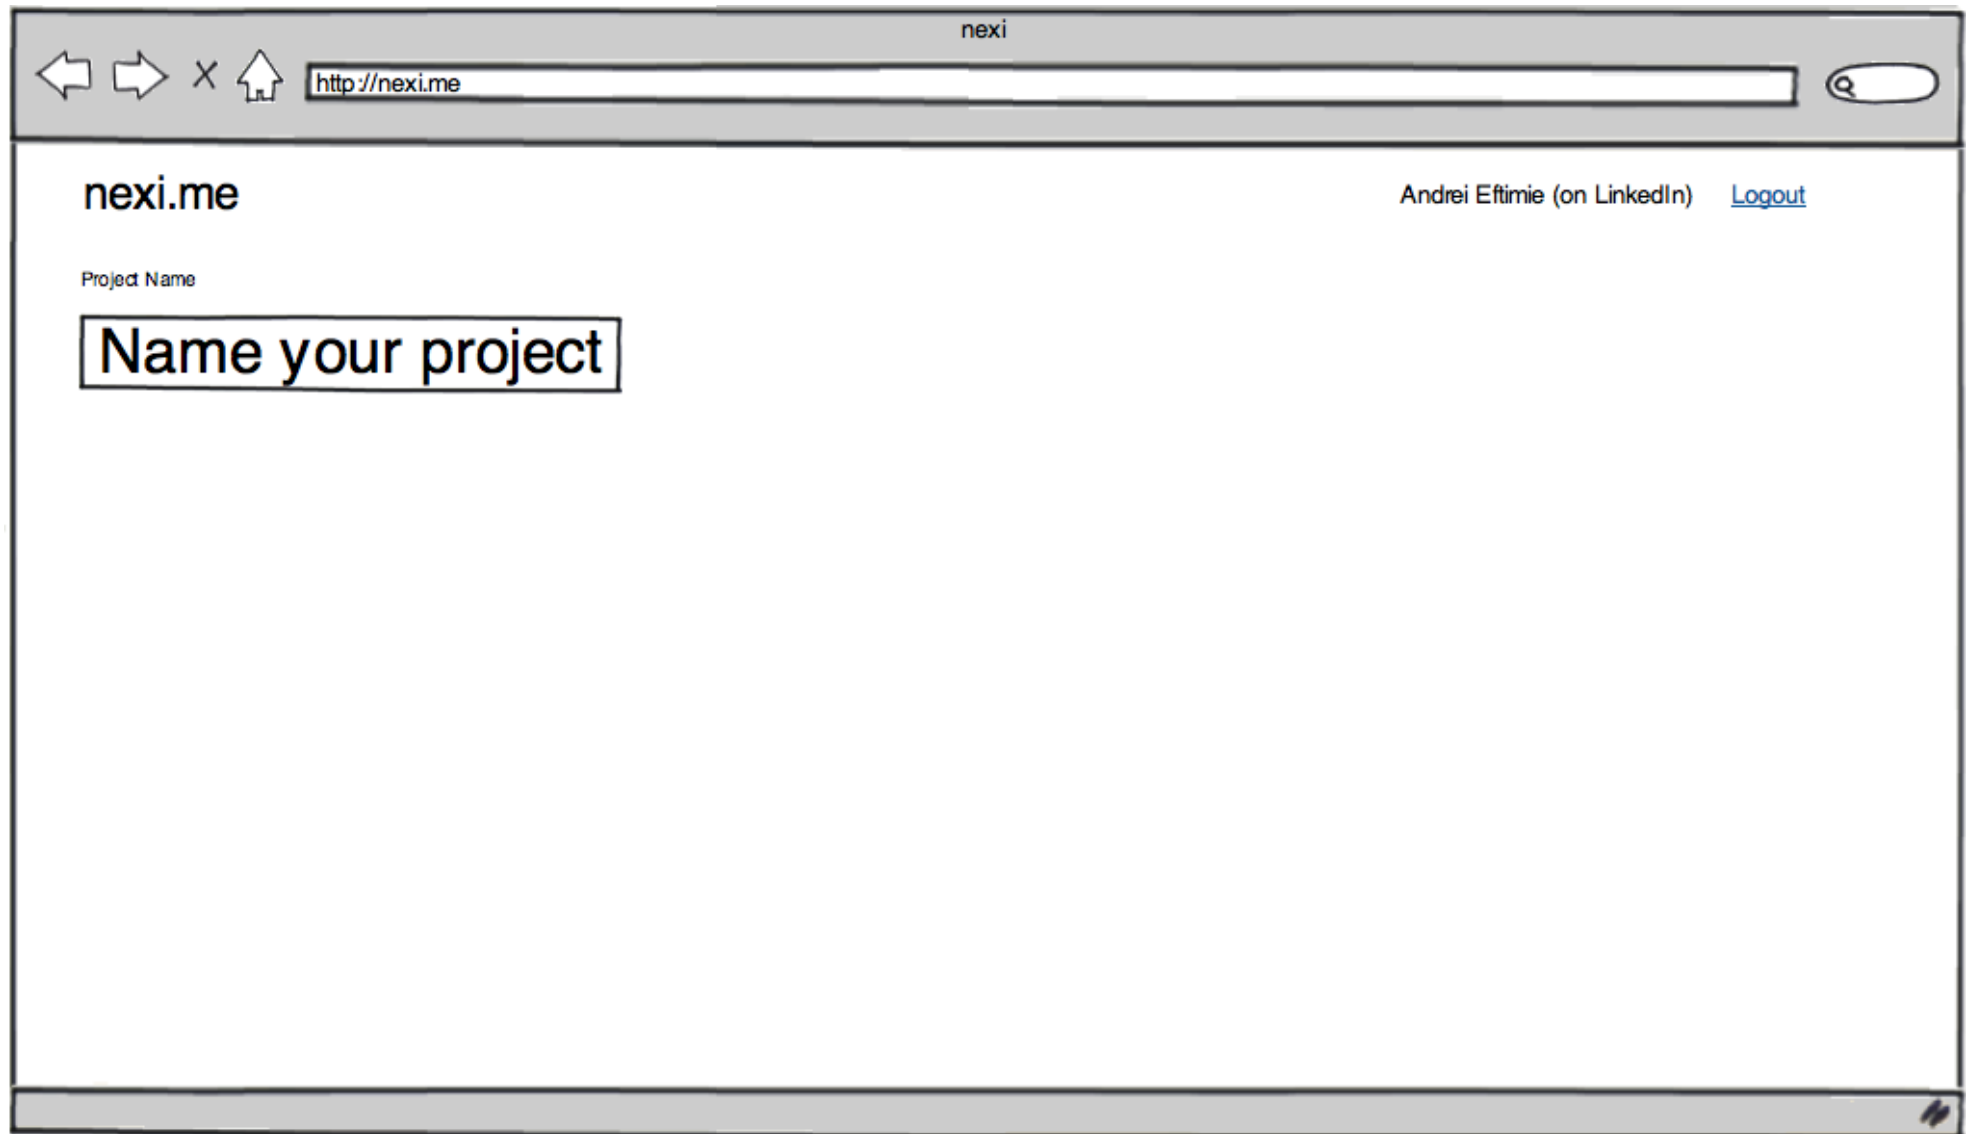 nexi
http://nexi.me
nexi.me
Andrei Eftimie (on LinkedIn) Logout
Project Name
Name your project